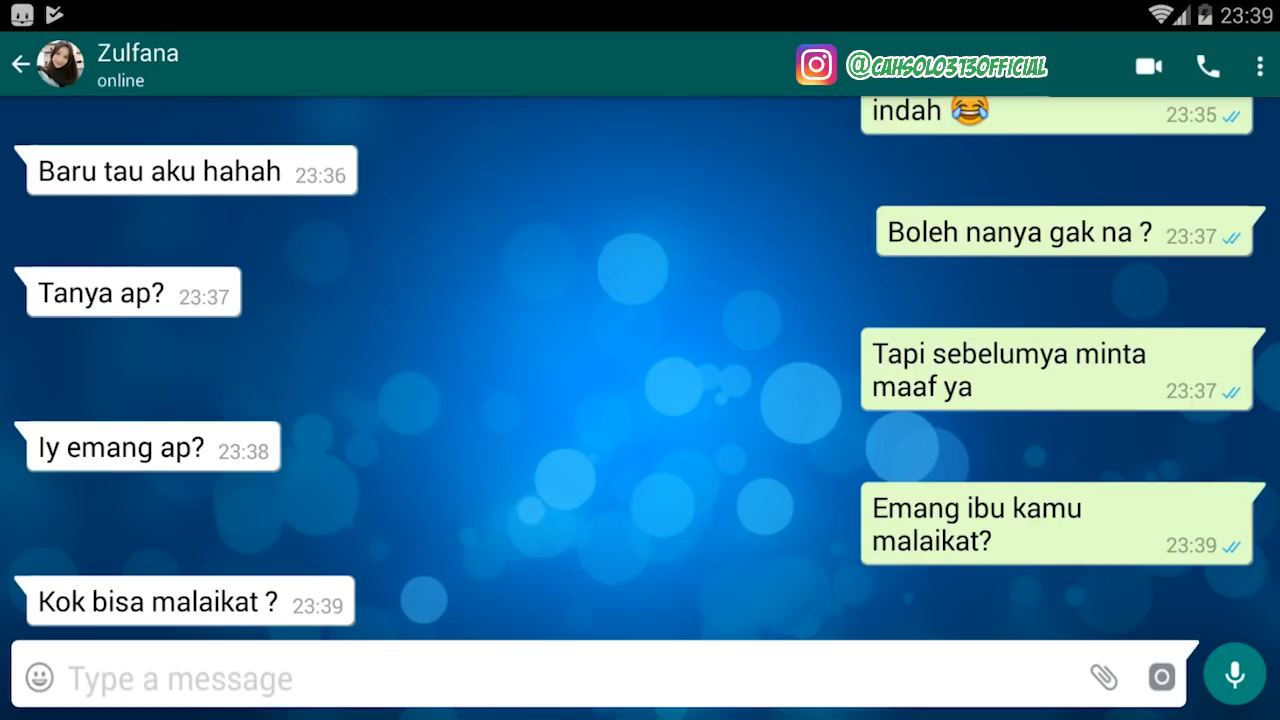 23:39
Zulfana
online
@CAHSOLO313OFFICIAL
indah 😂 23:35
Baru tau aku hahah 23:36
Boleh nanya gak na ? 23:37
Tanya ap? 23:37
Tapi sebelumya minta
maaf ya 23:37
Iy emang ap? 23:38
Emang ibu kamu
malaikat? 23:39
Kok bisa malaikat ? 23:39
Type a message